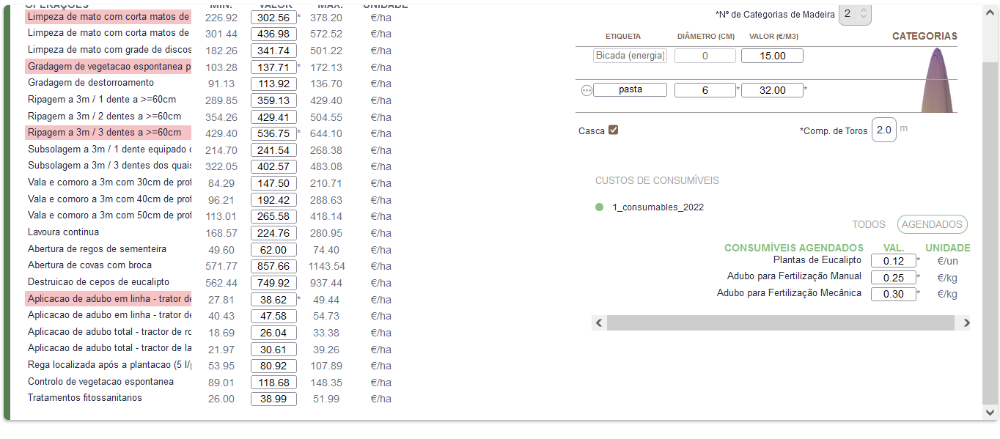 OPERAÇÕES MIN. VALOR MÁX. UNIDADE
Limpeza de mato com corta matos de 226.92 302.56 * 378.20 €/ha
Limpeza de mato com corta matos de 301.44 436.98 572.52 €/ha
Limpeza de mato com grade de discos 182.26 341.74 501.22 €/ha
Gradagem de vegetacao espontanea p 103.28 137.71 * 172.13 €/ha
Gradagem de destorroamento 91.13 113.92 136.70 €/ha
Ripagem a 3m / 1 dente a >=60cm 289.85 359.13 429.40 €/ha
Ripagem a 3m / 2 dentes a >=60cm 354.26 429.41 504.55 €/ha
Ripagem a 3m / 3 dentes a >=60cm 429.40 536.75 * 644.10 €/ha
Subsolagem a 3m / 1 dente equipado c 214.70 241.54 268.38 €/ha
Subsolagem a 3m / 3 dentes dos quais 322.05 402.57 483.08 €/ha
Vala e comoro a 3m com 30cm de prof 84.29 147.50 210.71 €/ha
Vala e comoro a 3m com 40cm de prof 96.21 192.42 288.63 €/ha
Vala e comoro a 3m com 50cm de prof 113.01 265.58 418.14 €/ha
Lavoura continua 168.57 224.76 280.95 €/ha
Abertura de regos de sementeira 49.60 62.00 74.40 €/ha
Abertura de covas com broca 571.77 857.66 1143.54 €/ha
Destruicao de cepos de eucalipto 562.44 749.92 937.44 €/ha
Aplicacao de adubo em linha - trator de 27.81 38.62 * 49.44 €/ha
Aplicacao de adubo em linha - trator de 40.43 47.58 54.73 €/ha
Aplicacao de adubo total - tractor de ro 18.69 26.04 33.38 €/ha
Aplicacao de adubo total - tractor de la 21.97 30.61 39.26 €/ha
Rega localizada após a plantacao (5 l/p 53.95 80.92 107.89 €/ha
Controlo de vegetacao espontanea 89.01 118.68 148.35 €/ha
Tratamentos fitossanitarios 26.00 38.99 51.99 €/ha
*Nº de Categorias de Madeira 2
ETIQUETA DIÂMETRO (CM) VALOR (€/M3) CATEGORIAS
Bicada (energia) 0 15.00
pasta 6 * 32.00 *
Casca *Comp. de Toros 2.0 m
CUSTOS DE CONSUMÍVEIS
1_consumables_2022
TODOS AGENDADOS
CONSUMÍVEIS AGENDADOS VAL. UNIDADE
Plantas de Eucalipto 0.12 * €/un
Adubo para Fertilização Manual 0.25 * €/kg
Adubo para Fertilização Mecânica 0.30 * €/kg